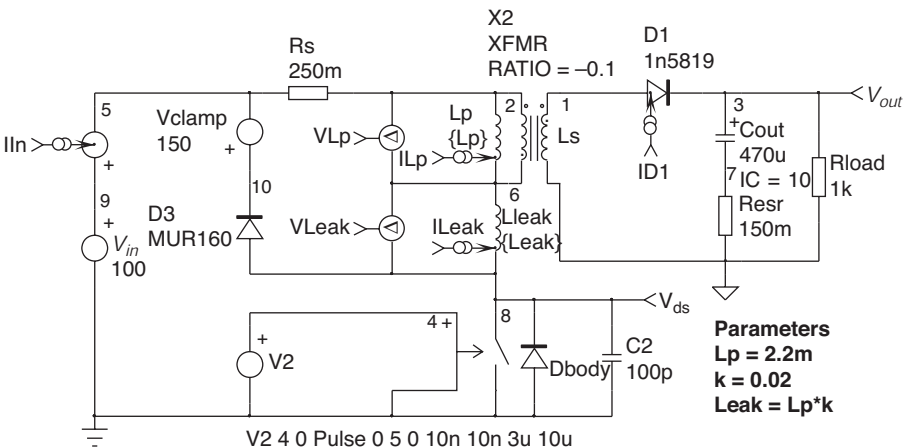 X2
XFMR
RATIO = –0.1
D1
1n5819
Rs
250m
5
Vclamp
150
+
IIn
+
VLp
Lp
{Lp}
ILp
2
1
Ls
ID1
3
Vout
+
Cout
470u
7
IC = 10
Resr
150m
Rload
1k
9
+
10
D3
MUR160
Vin
100
VLeak
6
Lleak
{Leak}
ILeak
Vds
8
4 +
+
V2
Dbody
C2
100p
Parameters
Lp = 2.2m
k = 0.02
Leak = Lp*k
V2 4 0 Pulse 0 5 0 10n 10n 3u 10u